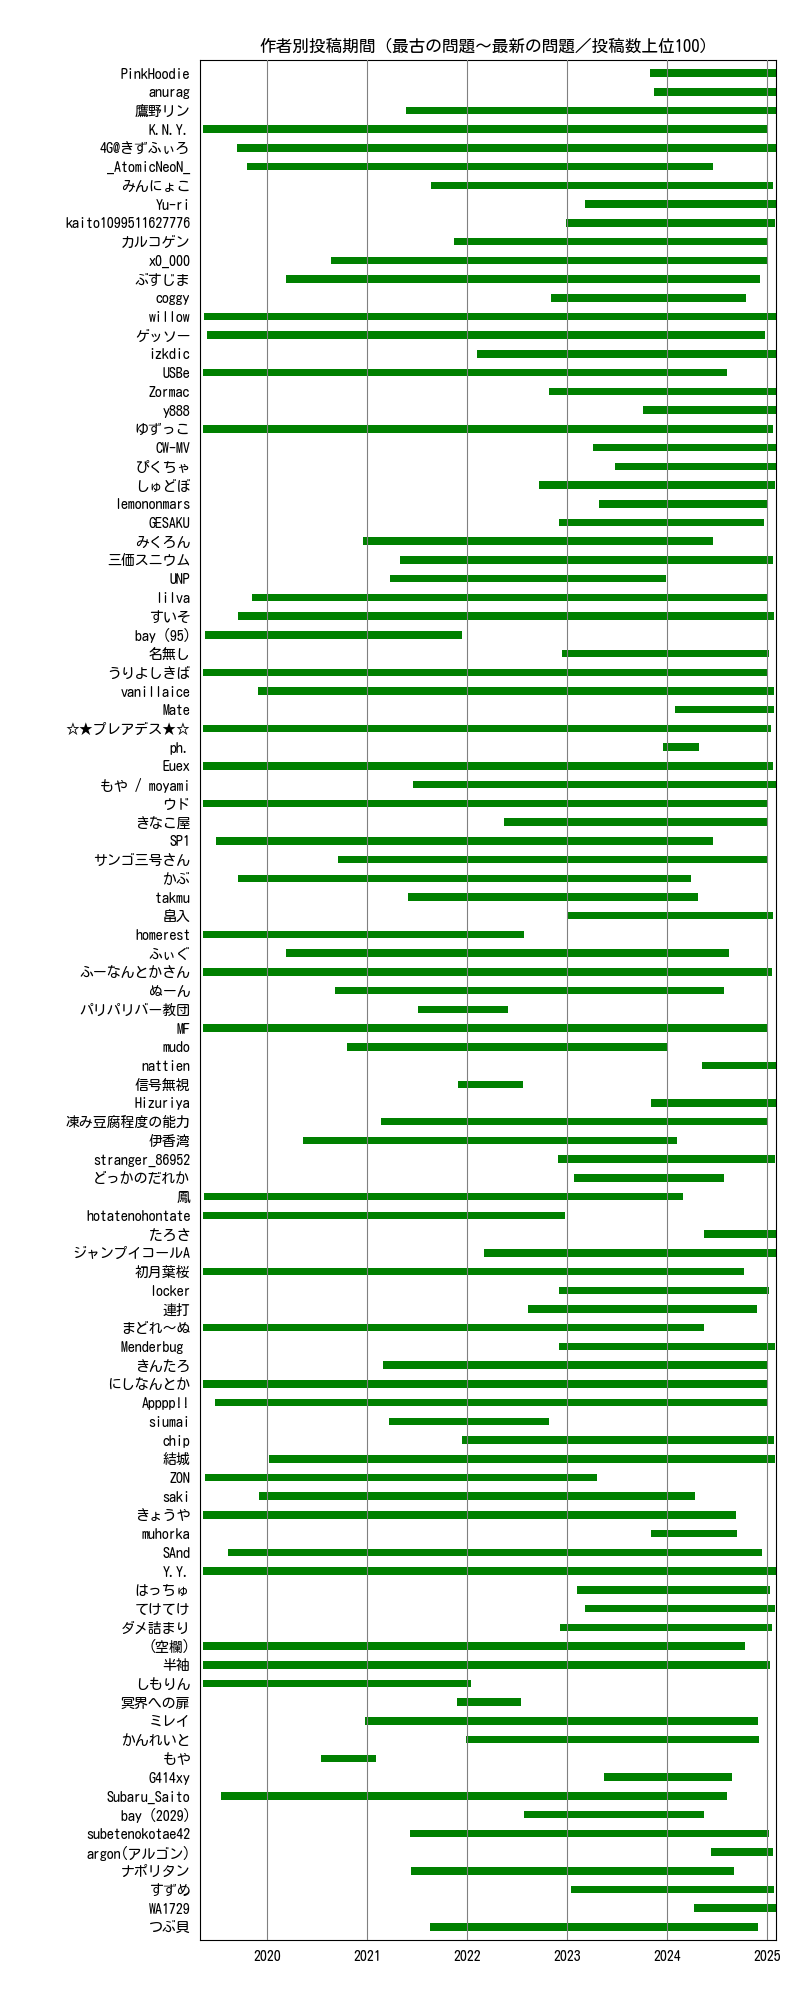 作者別投稿期間 (最古の問題～最新の問題／投稿数上位100)
PinkHoodie
anurag
鷹野リン
K.N.Y.
4G@きずふぃろ
_AtomicNeoN_
みんにょこ
Yu-ri
kaito1099511627776
カルコゲン
x0_000
ぶすじま
coggy
willow
ゲッソー
izkdic
USBe
Zormac
y888
ゆずっこ
CW-MV
ぴくちゃ
しゅどぼ
lemononmars
GESAKU
みくろん
三価スニウム
UNP
lilva
すいそ
bay (95)
名無し
うりよしきば
vanillaice
Mate
☆★プレアデス★☆
ph.
Euex
もや / moyami
ウド
きなこ屋
SP1
サンゴ三号さん
かぶ
takmu
畠入
homerest
ふぃぐ
ふーなんとかさん
ぬーん
パリパリバー教団
MF
mudo
nattien
信号無視
Hizuriya
凍み豆腐程度の能力
伊香湾
stranger_86952
どっかのだれか
鳳
hotatenohontate
たろさ
ジャンプイコールA
初月葉桜
locker
連打
まどれ～ぬ
Menderbug
きんたろ
にしなんとか
Appppll
siumai
chip
結城
ZON
saki
きょうや
muhorka
SAnd
Y.Y.
はっちゅ
てけてけ
ダメ詰まり
(空欄)
半袖
しもりん
冥界への扉
ミレイ
かんれいと
もや
G414xy
Subaru_Saito
bay (2029)
subetenokotae42
argon(アルゴン)
ナポリタン
すずめ
WA1729
つぶ貝
2020 2021 2022 2023 2024 2025